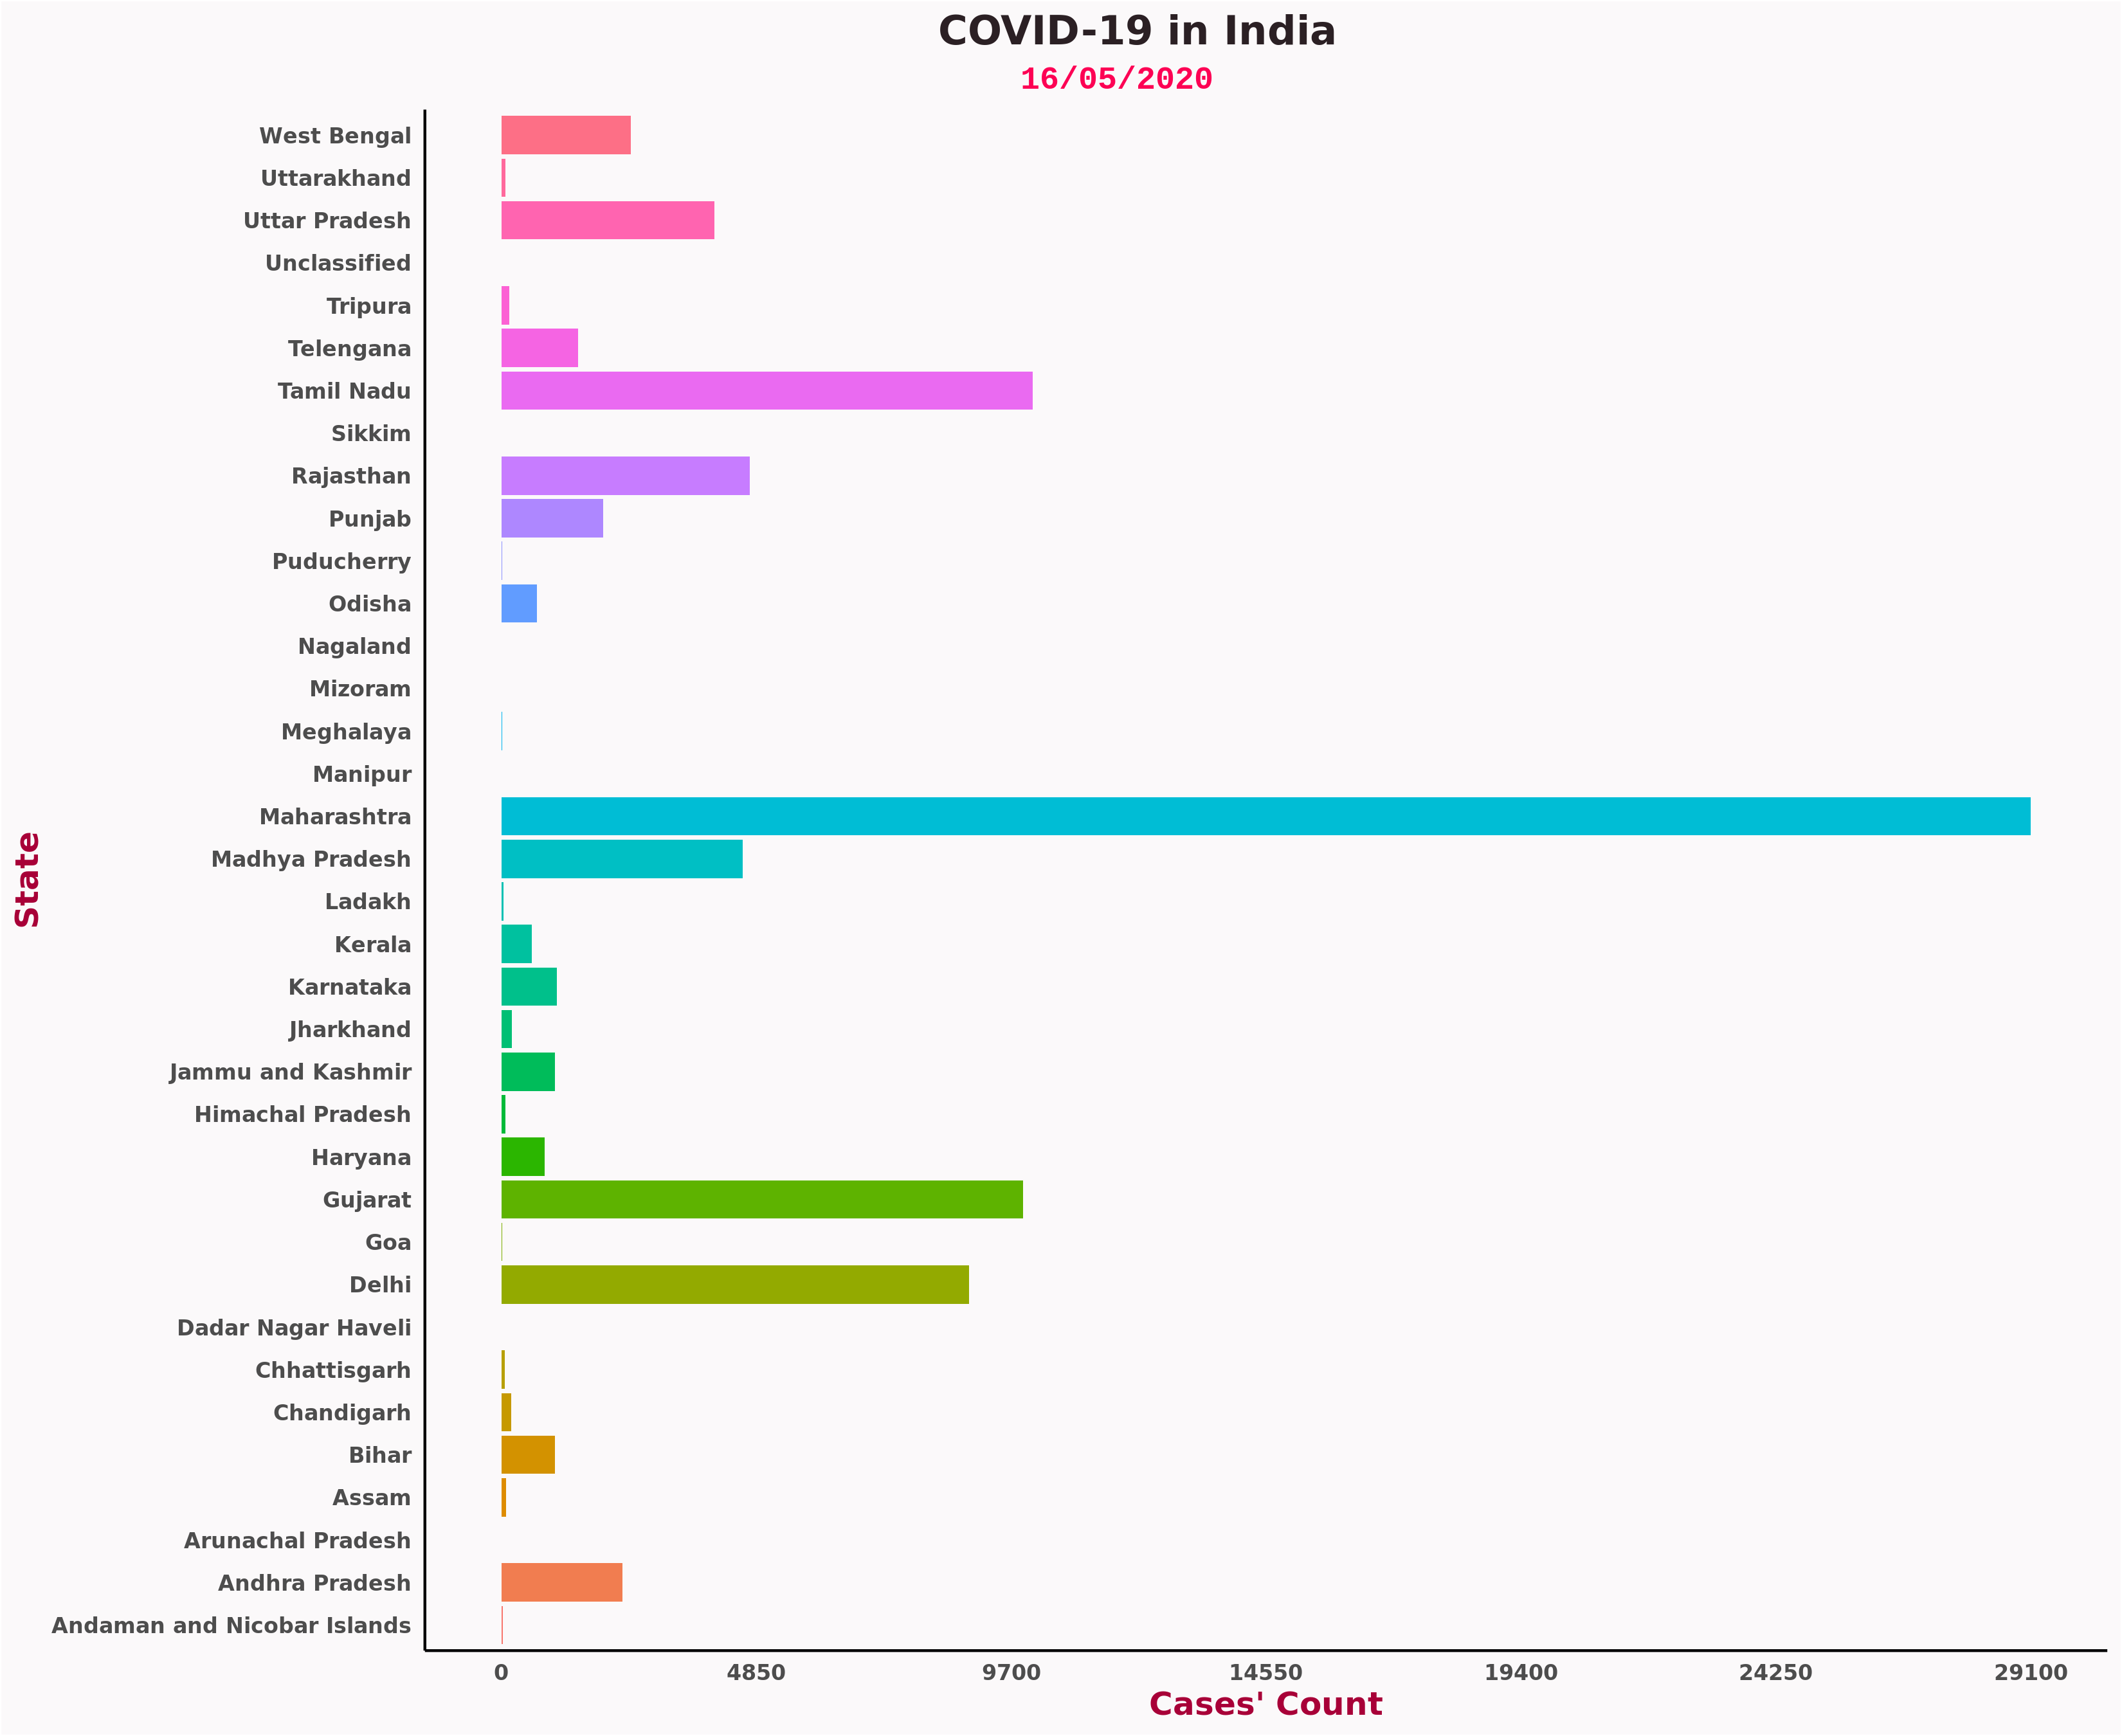 COVID-19 in India
16/05/2020
West Bengal
Uttarakhand
Uttar Pradesh
Unclassified
Tripura
Telengana
Tamil Nadu
Sikkim
Rajasthan
Punjab
Puducherry
Odisha
Nagaland
Mizoram
Meghalaya
Manipur
Maharashtra
Madhya Pradesh
Ladakh
Kerala
Karnataka
Jharkhand
Jammu and Kashmir
Himachal Pradesh
Haryana
Gujarat
Goa
Delhi
Dadar Nagar Haveli
Chhattisgarh
Chandigarh
Bihar
Assam
Arunachal Pradesh
Andhra Pradesh
Andaman and Nicobar Islands
State
0 4850 9700 14550 19400 24250 29100
Cases' Count